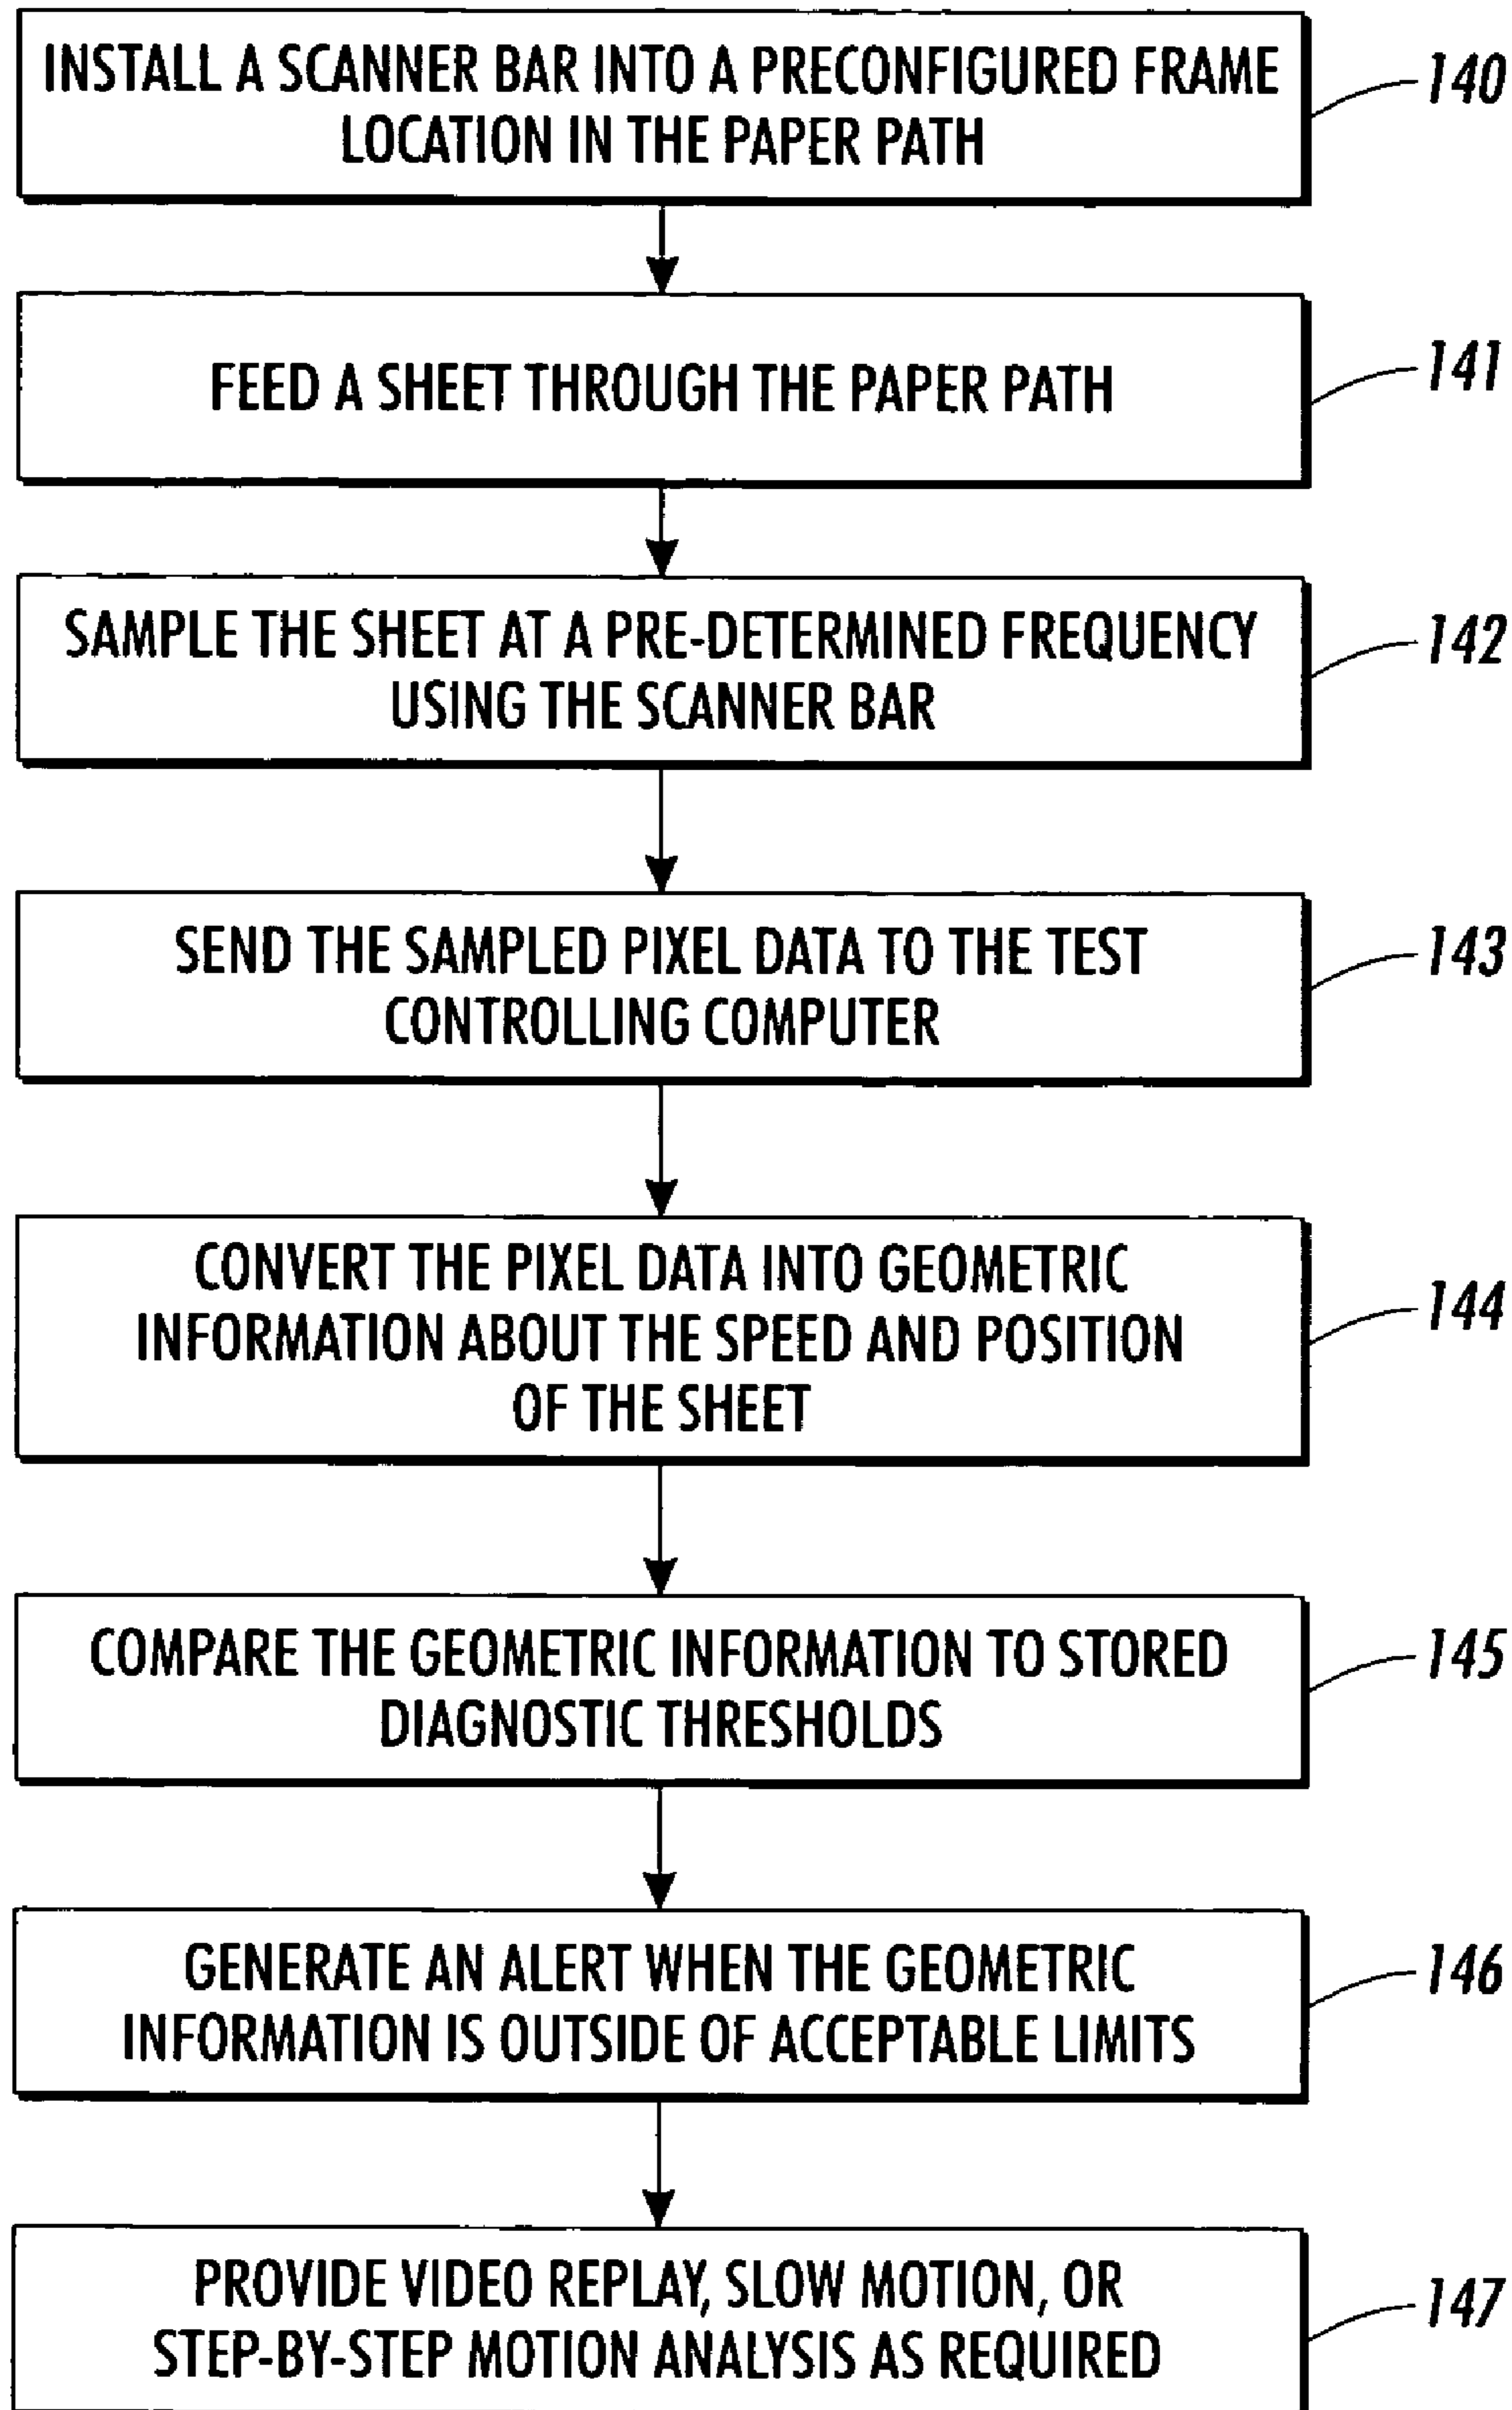 INSTALL A SCANNER BAR INTO A PRECONFIGURED FRAME
LOCATION IN THE PAPER PATH
140
FEED A SHEET THROUGH THE PAPER PATH
141
SAMPLE THE SHEET AT A PRE-DETERMINED FREQUENCY
USING THE SCANNER BAR
142
SEND THE SAMPLED PIXEL DATA TO THE TEST
CONTROLLING COMPUTER
143
CONVERT THE PIXEL DATA INTO GEOMETRIC
INFORMATION ABOUT THE SPEED AND POSITION
OF THE SHEET
144
COMPARE THE GEOMETRIC INFORMATION TO STORED
DIAGNOSTIC THRESHOLDS
145
GENERATE AN ALERT WHEN THE GEOMETRIC
INFORMATION IS OUTSIDE OF ACCEPTABLE LIMITS
146
PROVIDE VIDEO REPLAY, SLOW MOTION, OR
STEP-BY-STEP MOTION ANALYSIS AS REQUIRED
147